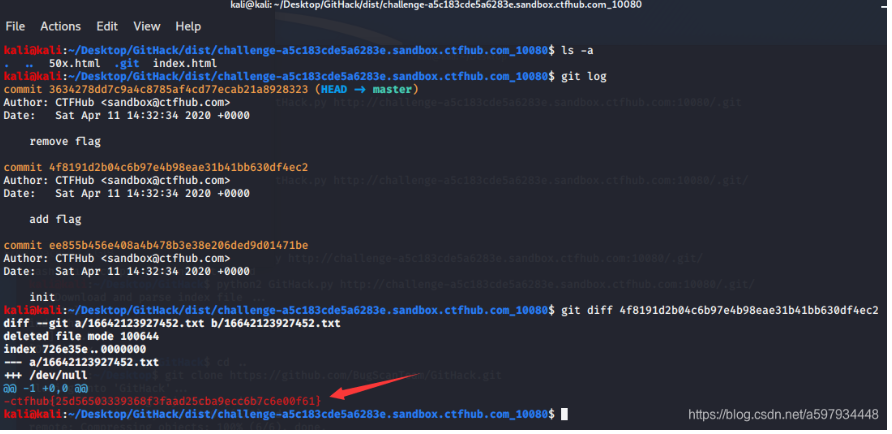 kali@kali: ~/Desktop/GitHack/dist/challenge-a5c183cde5a6283e.sandbox.ctfhub.com_10080
File Actions Edit View Help
kali@kali:~/Desktop/GitHack/dist/challenge-a5c183cde5a6283e.sandbox.ctfhub.com_10080$ ls -a
. .. 50x.html .git index.html
kali@kali:~/Desktop/GitHack/dist/challenge-a5c183cde5a6283e.sandbox.ctfhub.com_10080$ git log
commit 3634278dd7c9a4c8785af4cd77ecab21a8928323 (HEAD → master)
Author: CTFHub <sandbox@ctfhub.com>
Date: Sat Apr 11 14:32:34 2020 +0000
remove flag
commit 4f8191d2b04c6b97e4b98eae31b41bb630df4ec2
Author: CTFHub <sandbox@ctfhub.com>
Date: Sat Apr 11 14:32:34 2020 +0000
add flag
commit ee855b456e408a4b478b3e38e206ded9d01471be
Author: CTFHub <sandbox@ctfhub.com>
Date: Sat Apr 11 14:32:34 2020 +0000
init
kali@kali:~/Desktop/GitHack/dist/challenge-a5c183cde5a6283e.sandbox.ctfhub.com_10080$ git diff 4f8191d2b04c6b97e4b98eae31b41bb630df4ec2
diff --git a/16642123927452.txt b/16642123927452.txt
deleted file mode 100644
index 726e35e..0000000
--- a/16642123927452.txt
+++ /dev/null
@@ -1 +0,0 @@
-ctfhub{25d56503339368f3faad25cba9ecc6b7c6e00f61}
kali@kali:~/Desktop/GitHack/dist/challenge-a5c183cde5a6283e.sandbox.ctfhub.com_10080$
https://blog.csdn.net/a597934448